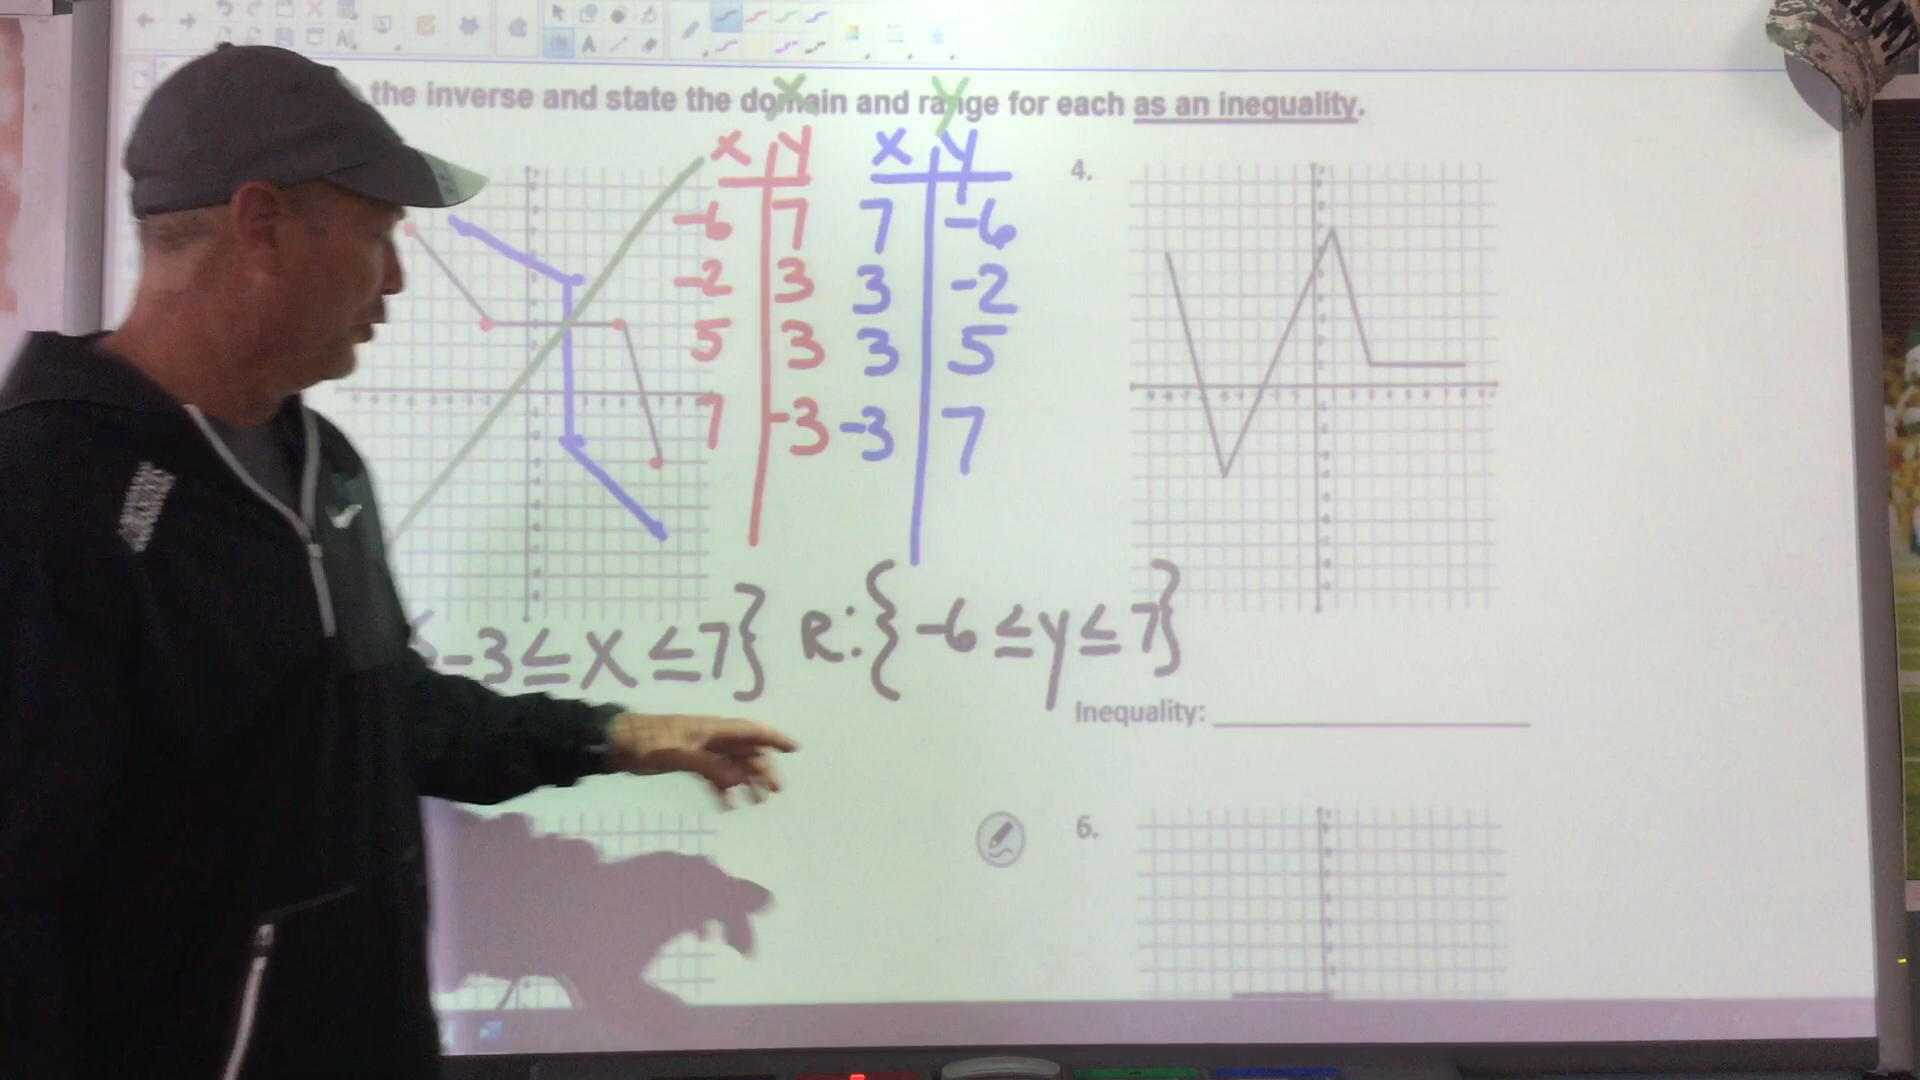 the inverse and state the domain and range for each as an inequality.
X Y
X Y X Y
-6 7 7 -6
-2 3 3 -2
5 3 3 5
7 -3 -3 7
4.
-3 ≤ X ≤ 7} R: {-6 ≤ y ≤ 7}
Inequality:
6.